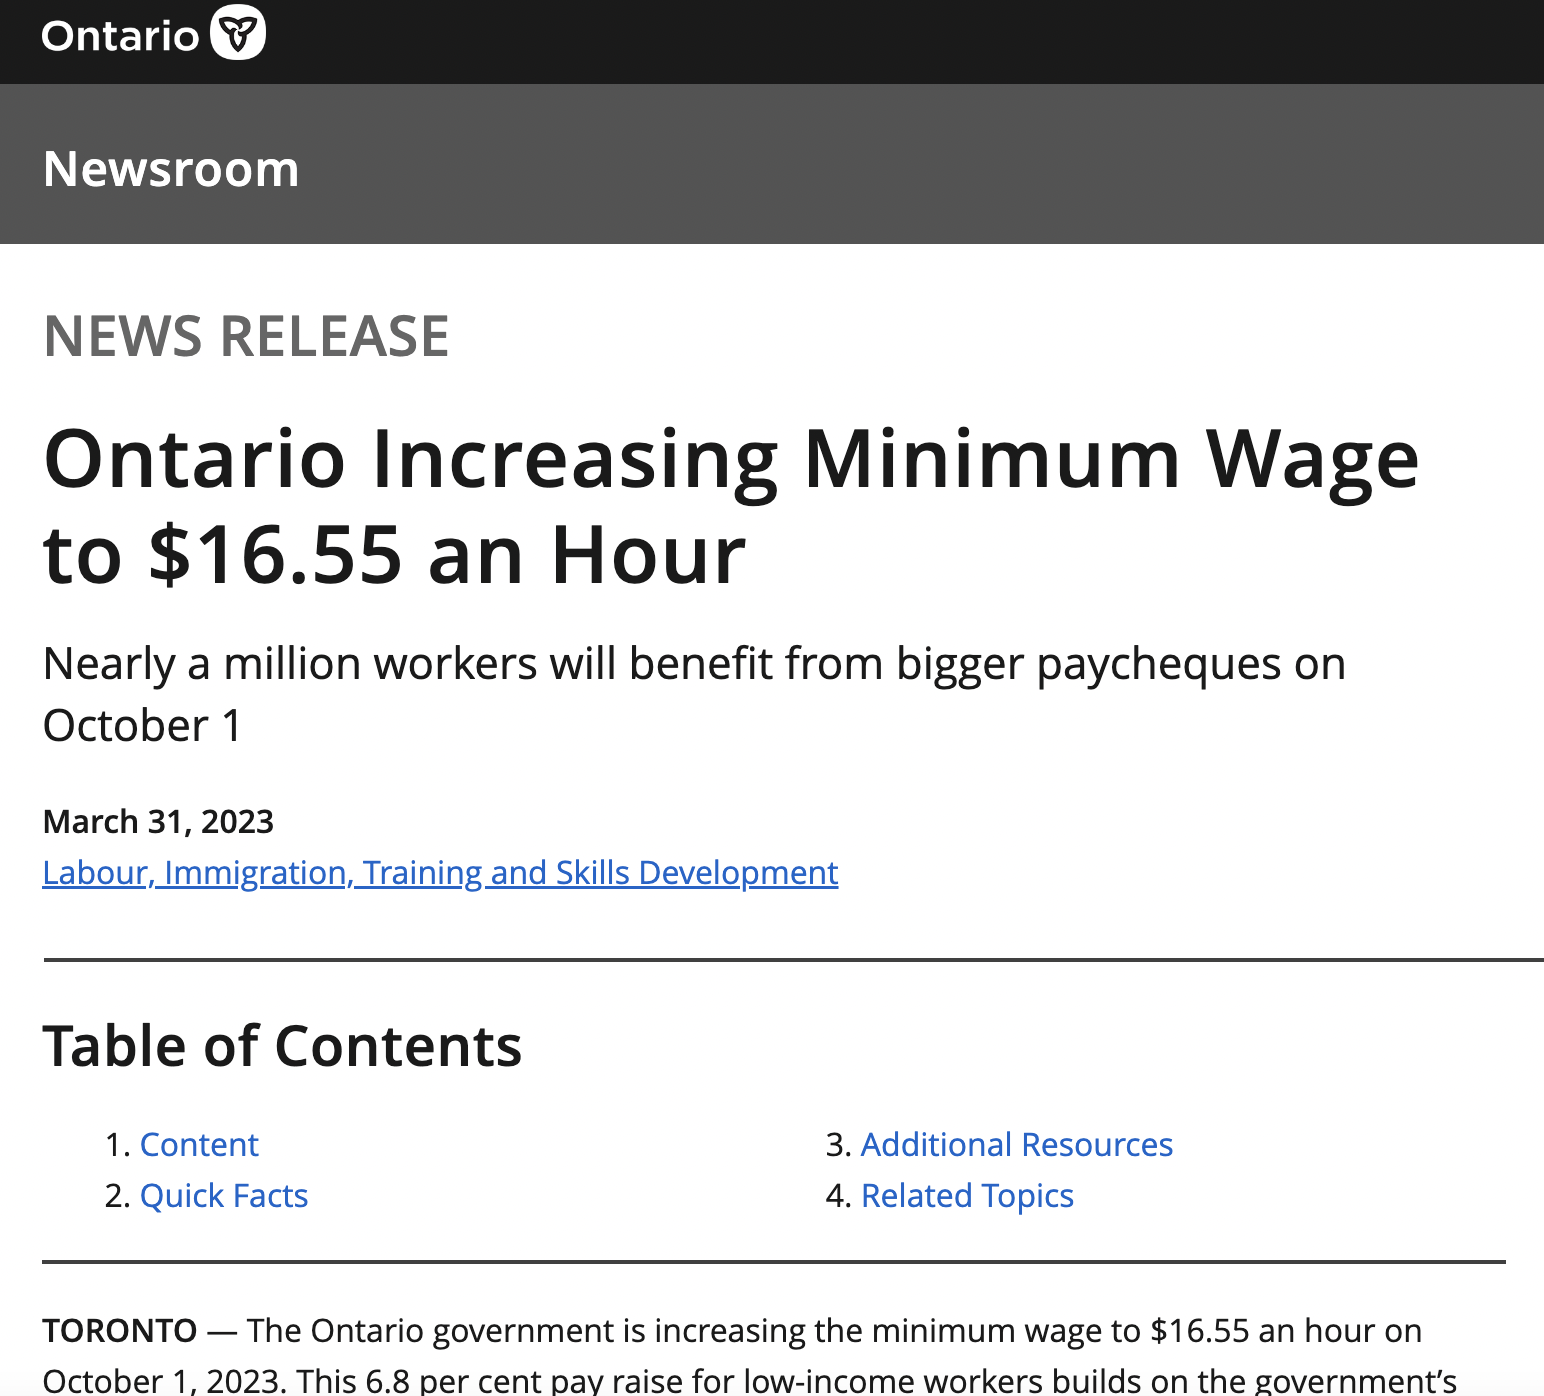 Ontario
Newsroom
NEWS RELEASE
Ontario Increasing Minimum Wage
to $16.55 an Hour
Nearly a million workers will benefit from bigger paycheques on
October 1
March 31, 2023
Labour, Immigration, Training and Skills Development
Table of Contents
1. Content
2. Quick Facts
3. Additional Resources
4. Related Topics
TORONTO — The Ontario government is increasing the minimum wage to $16.55 an hour on
October 1, 2023. This 6.8 per cent pay raise for low-income workers builds on the government’s